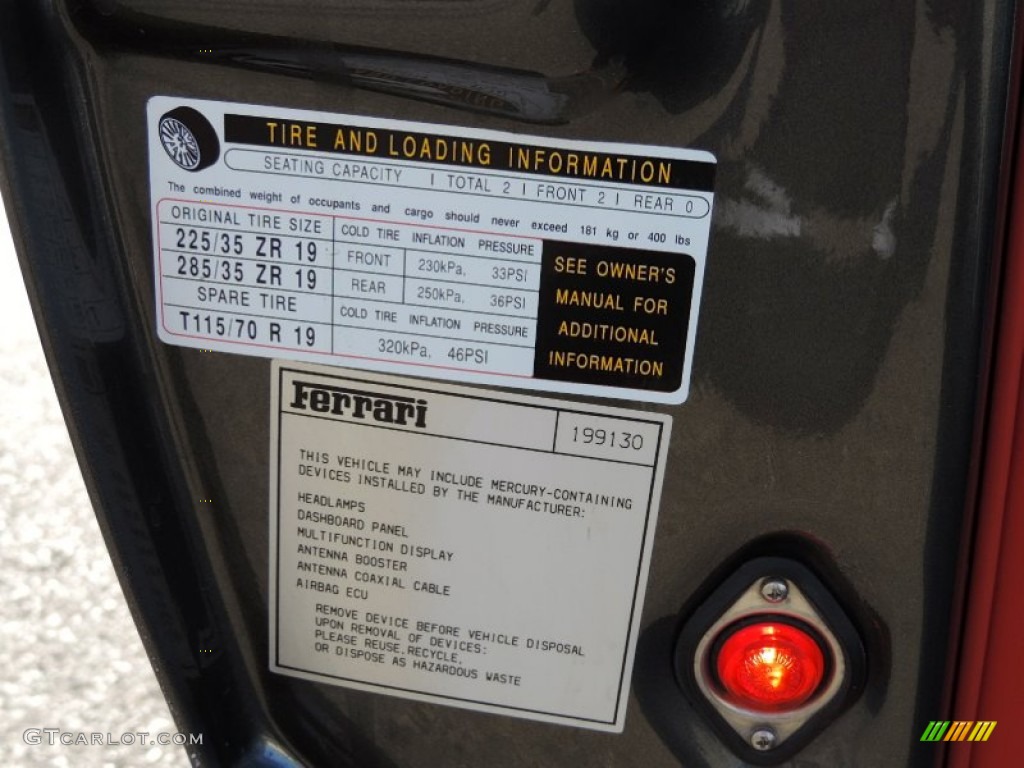 TIRE AND LOADING INFORMATION
SEATING CAPACITY | TOTAL 2 | FRONT 2 | REAR 0
The combined weight of occupants and cargo should never exceed 181 kg or 400 lbs
ORIGINAL TIRE SIZE
225/35 ZR 19
285/35 ZR 19
SPARE TIRE
T115/70 R 19
COLD TIRE INFLATION PRESSURE
FRONT 230kPa, 33PSI
REAR 250kPa, 36PSI
COLD TIRE INFLATION PRESSURE
320kPa, 46PSI
SEE OWNER'S
MANUAL FOR
ADDITIONAL
INFORMATION
Ferrari
199130
THIS VEHICLE MAY INCLUDE MERCURY-CONTAINING
DEVICES INSTALLED BY THE MANUFACTURER:
HEADLAMPS
DASHBOARD PANEL
MULTIFUNCTION DISPLAY
ANTENNA BOOSTER
ANTENNA COAXIAL CABLE
AIRBAG ECU
REMOVE DEVICE BEFORE VEHICLE DISPOSAL
UPON REMOVAL OF DEVICES:
PLEASE REUSE,RECYCLE,
OR DISPOSE AS HAZARDOUS WASTE
GTCARLOT.COM